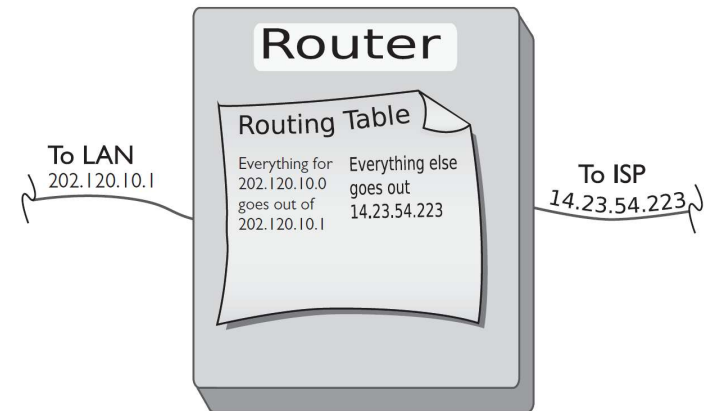 Router
Routing Table
Everything for
202.120.10.0
goes out of
202.120.10.1
Everything else
goes out
14.23.54.223
To LAN
202.120.10.1
To ISP
14.23.54.223